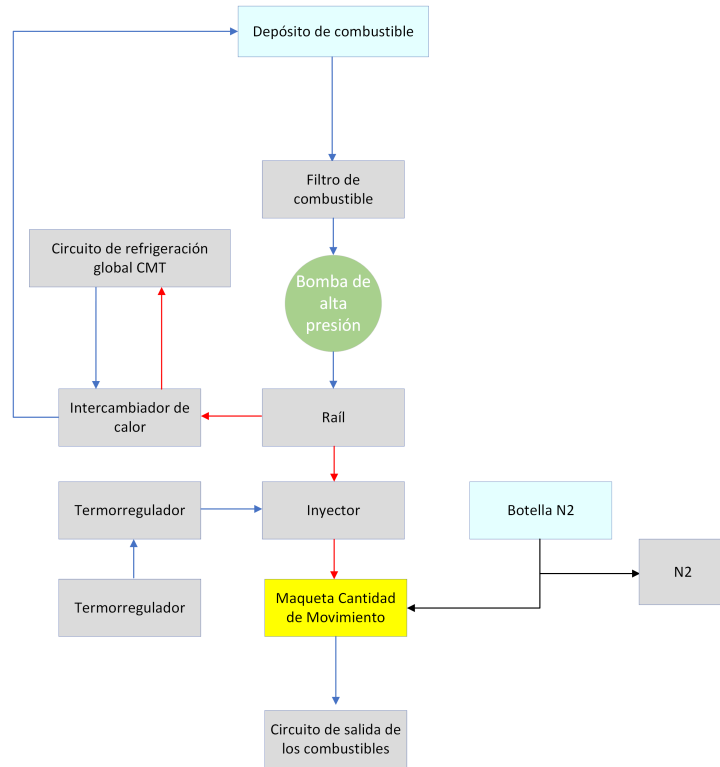 Depósito de combustible
Filtro de
combustible
Circuito de refrigeración
global CMT
Bomba de
alta
presión
Intercambiador de
calor
Raíl
Termorregulador
Inyector
Botella N2
N2
Termorregulador
Maqueta Cantidad
de Movimiento
Circuito de salida de
los combustibles